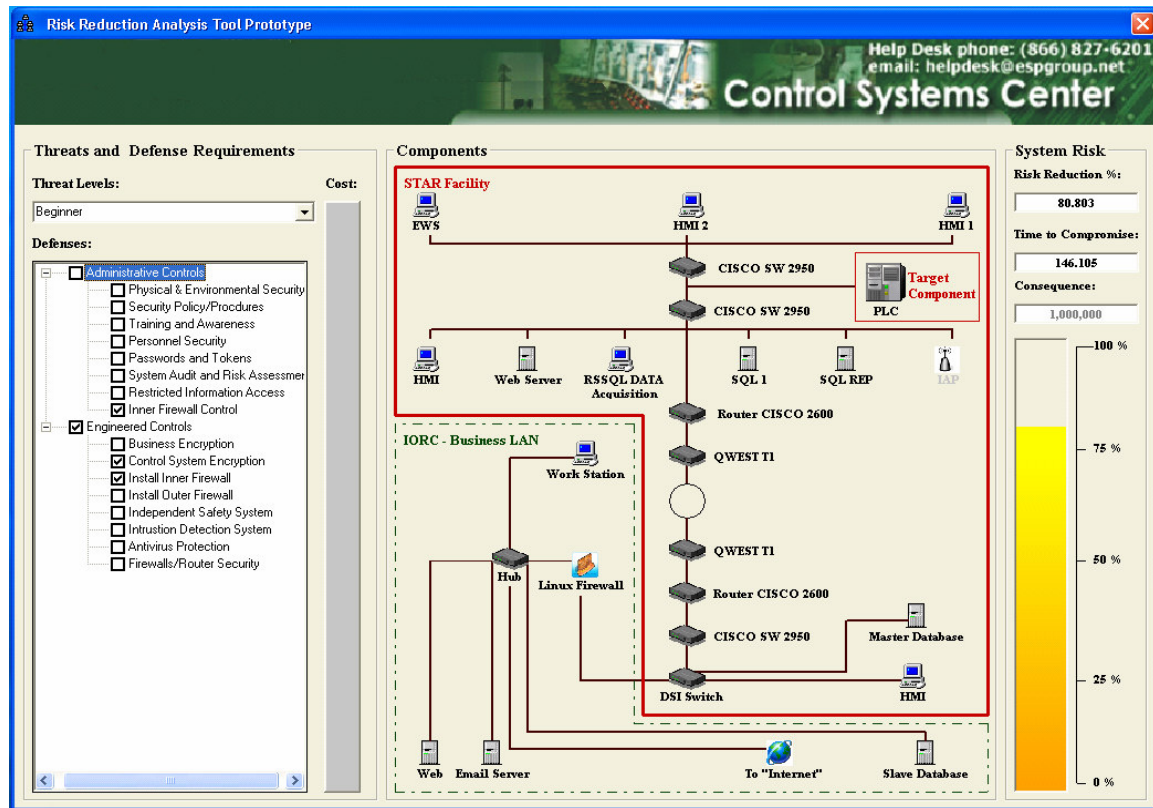 Risk Reduction Analysis Tool Prototype
Help Desk phone: (866) 827-6201
email: helpdesk@espgroup.net
Control Systems Center
Threats and Defense Requirements
Threat Levels:
Cost:
Beginner
Defenses:
Administrative Controls
Physical & Environmental Security
Security Policy/Procdures
Training and Awareness
Personnel Security
Passwords and Tokens
System Audit and Risk Assessmer
Restricted Information Access
Inner Firewall Control
Engineered Controls
Business Encryption
Control System Encryption
Install Inner Firewall
Install Outer Firewall
Independent Safety System
Intrustion Detection System
Antivirus Protection
Firewalls/Router Security
Components
STAR Facility
EWS
HMI 2
HMI 1
CISCO SW 2950
Target
Component
PLC
CISCO SW 2950
HMI
Web Server
RSSQL DATA
Acquisition
SQL 1
SQL REP
IAP
Router CISCO 2600
IORC - Business LAN
Work Station
QWEST T1
QWEST T1
Hub
Linux Firewall
Router CISCO 2600
CISCO SW 2950
Master Database
DSI Switch
HMI
Web
Email Server
To "Internet"
Slave Database
System Risk
Risk Reduction %:
80.803
Time to Compromise:
146.105
Consequence:
1,000,000
100 %
75 %
50 %
25 %
0 %